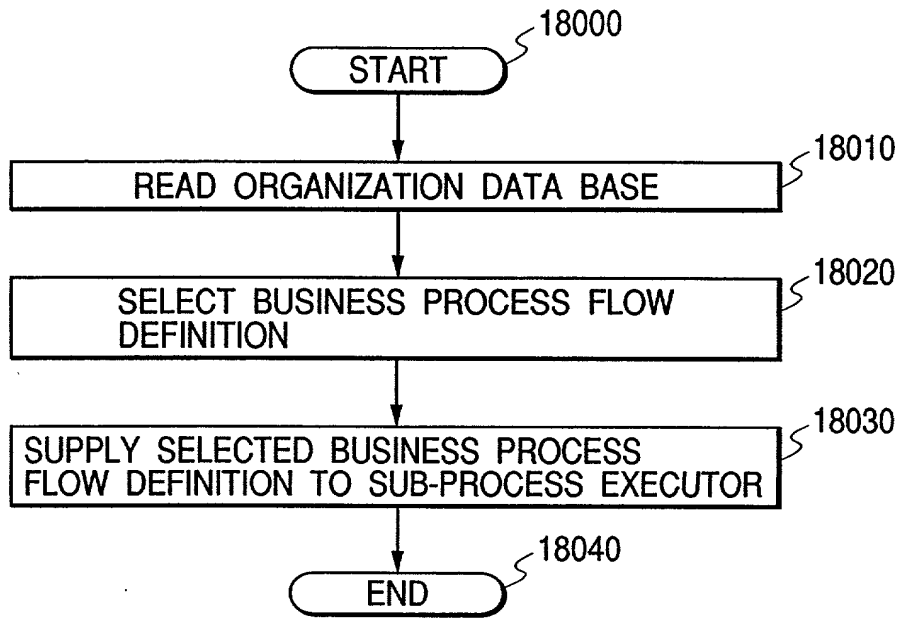 18000
START
18010
READ ORGANIZATION DATA BASE
18020
SELECT BUSINESS PROCESS FLOW
DEFINITION
18030
SUPPLY SELECTED BUSINESS PROCESS
FLOW DEFINITION TO SUB-PROCESS EXECUTOR
18040
END